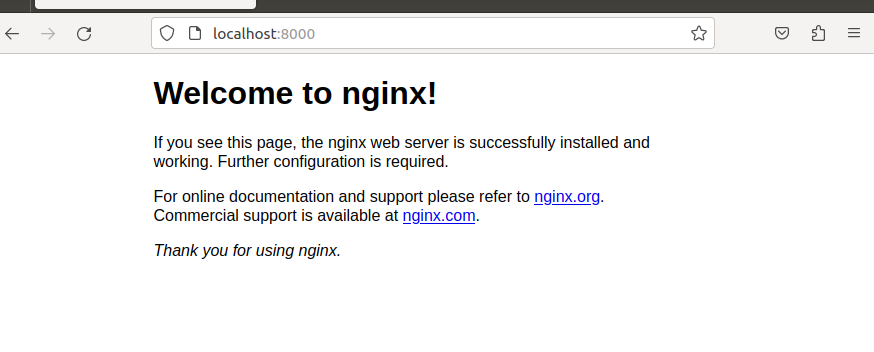 localhost:8000
Welcome to nginx!
If you see this page, the nginx web server is successfully installed and
working. Further configuration is required.
For online documentation and support please refer to nginx.org.
Commercial support is available at nginx.com.
Thank you for using nginx.